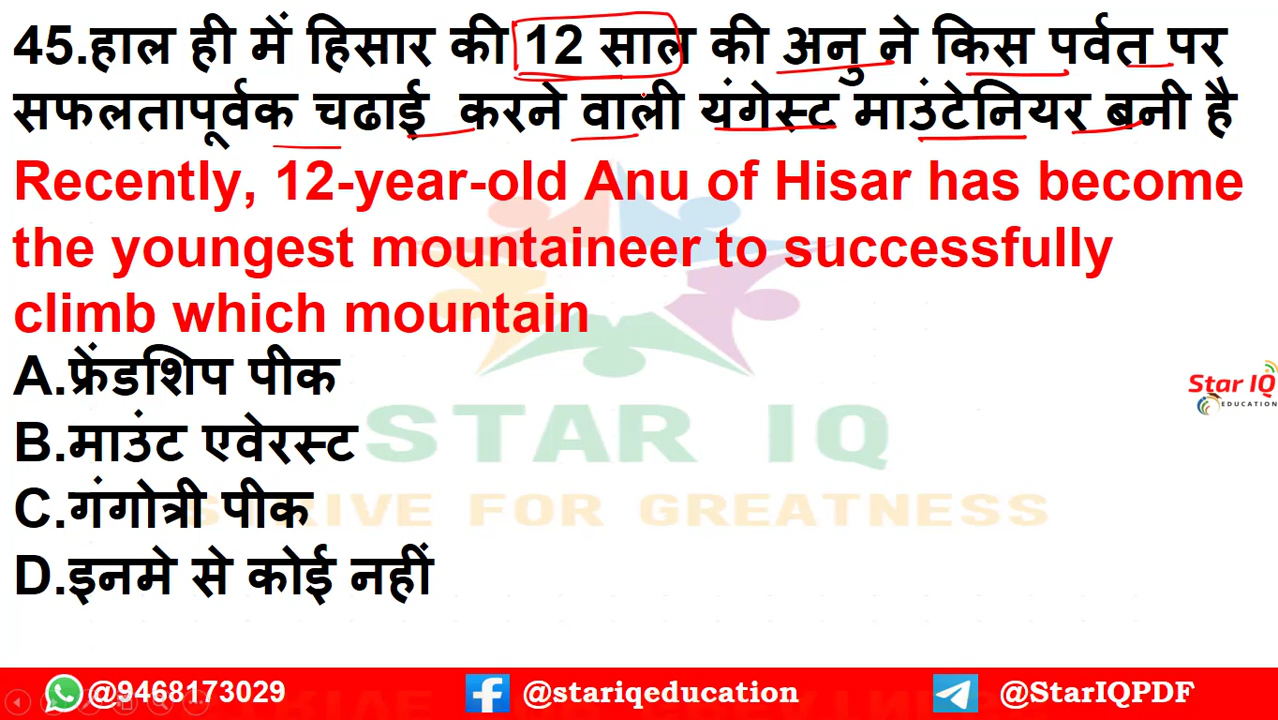 45.हाल ही में हिसार की 12 साल की अनु ने किस पर्वत पर
सफलतापूर्वक चढाई करने वाली यंगेस्ट माउंटेनियर बनी है
Recently, 12-year-old Anu of Hisar has become
the youngest mountaineer to successfully
climb which mountain
A.फ्रेंडशिप पीक
B.माउंट एवेरस्ट
C.गंगोत्री पीक
D.इनमे से कोई नहीं
Star IQ
EDUCATION
STAR IQ
STRIVE FOR GREATNESS
@9468173029 @stariqeducation @StarIQPDF